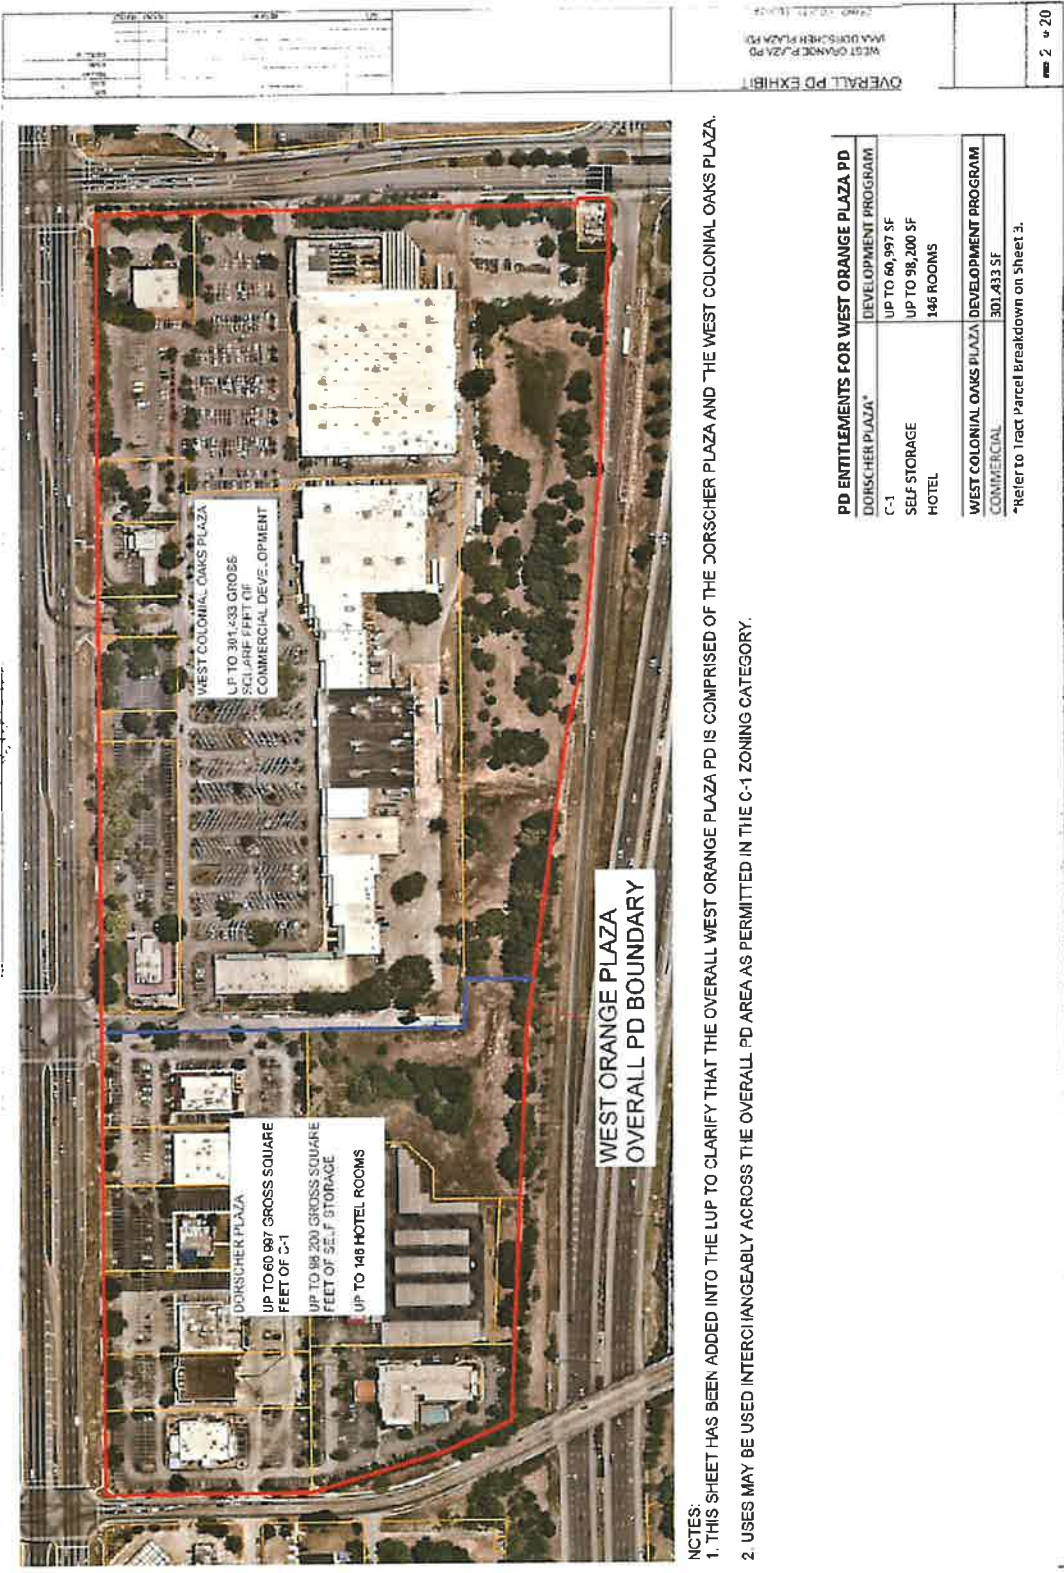 OVERALL PD EXHIBIT
WEST ORANGE PLAZA PD
DORSCHER PLAZA PD
2 20
WEST COLONIAL OAKS PLAZA
UP TO 301,433 GROSS
SQUARE FEET OF
COMMERCIAL DEVELOPMENT
DORSCHER PLAZA
UP TO 60 997 GROSS SQUARE
FEET OF C-1
UP TO 98 200 GROSS SQUARE
FEET OF SELF STORAGE
UP TO 146 HOTEL ROOMS
WEST ORANGE PLAZA
OVERALL PD BOUNDARY
NOTES:
1. THIS SHEET HAS BEEN ADDED INTO THE LUP TO CLARIFY THAT THE OVERALL WEST ORANGE PLAZA PD IS COMPRISED OF THE DORSCHER PLAZA AND THE WEST COLONIAL OAKS PLAZA.
2. USES MAY BE USED INTERCHANGEABLY ACROSS THE OVERALL PD AREA AS PERMITTED IN THE C-1 ZONING CATEGORY.
PD ENTITLEMENTS FOR WEST ORANGE PLAZA PD
DORSCHER PLAZA* DEVELOPMENT PROGRAM
C-1 UP TO 60,997 SF
SELF STORAGE UP TO 98,200 SF
HOTEL 146 ROOMS
WEST COLONIAL OAKS PLAZA DEVELOPMENT PROGRAM
COMMERCIAL 301,433 SF
*Refer to Tract Parcel Breakdown on Sheet 3.